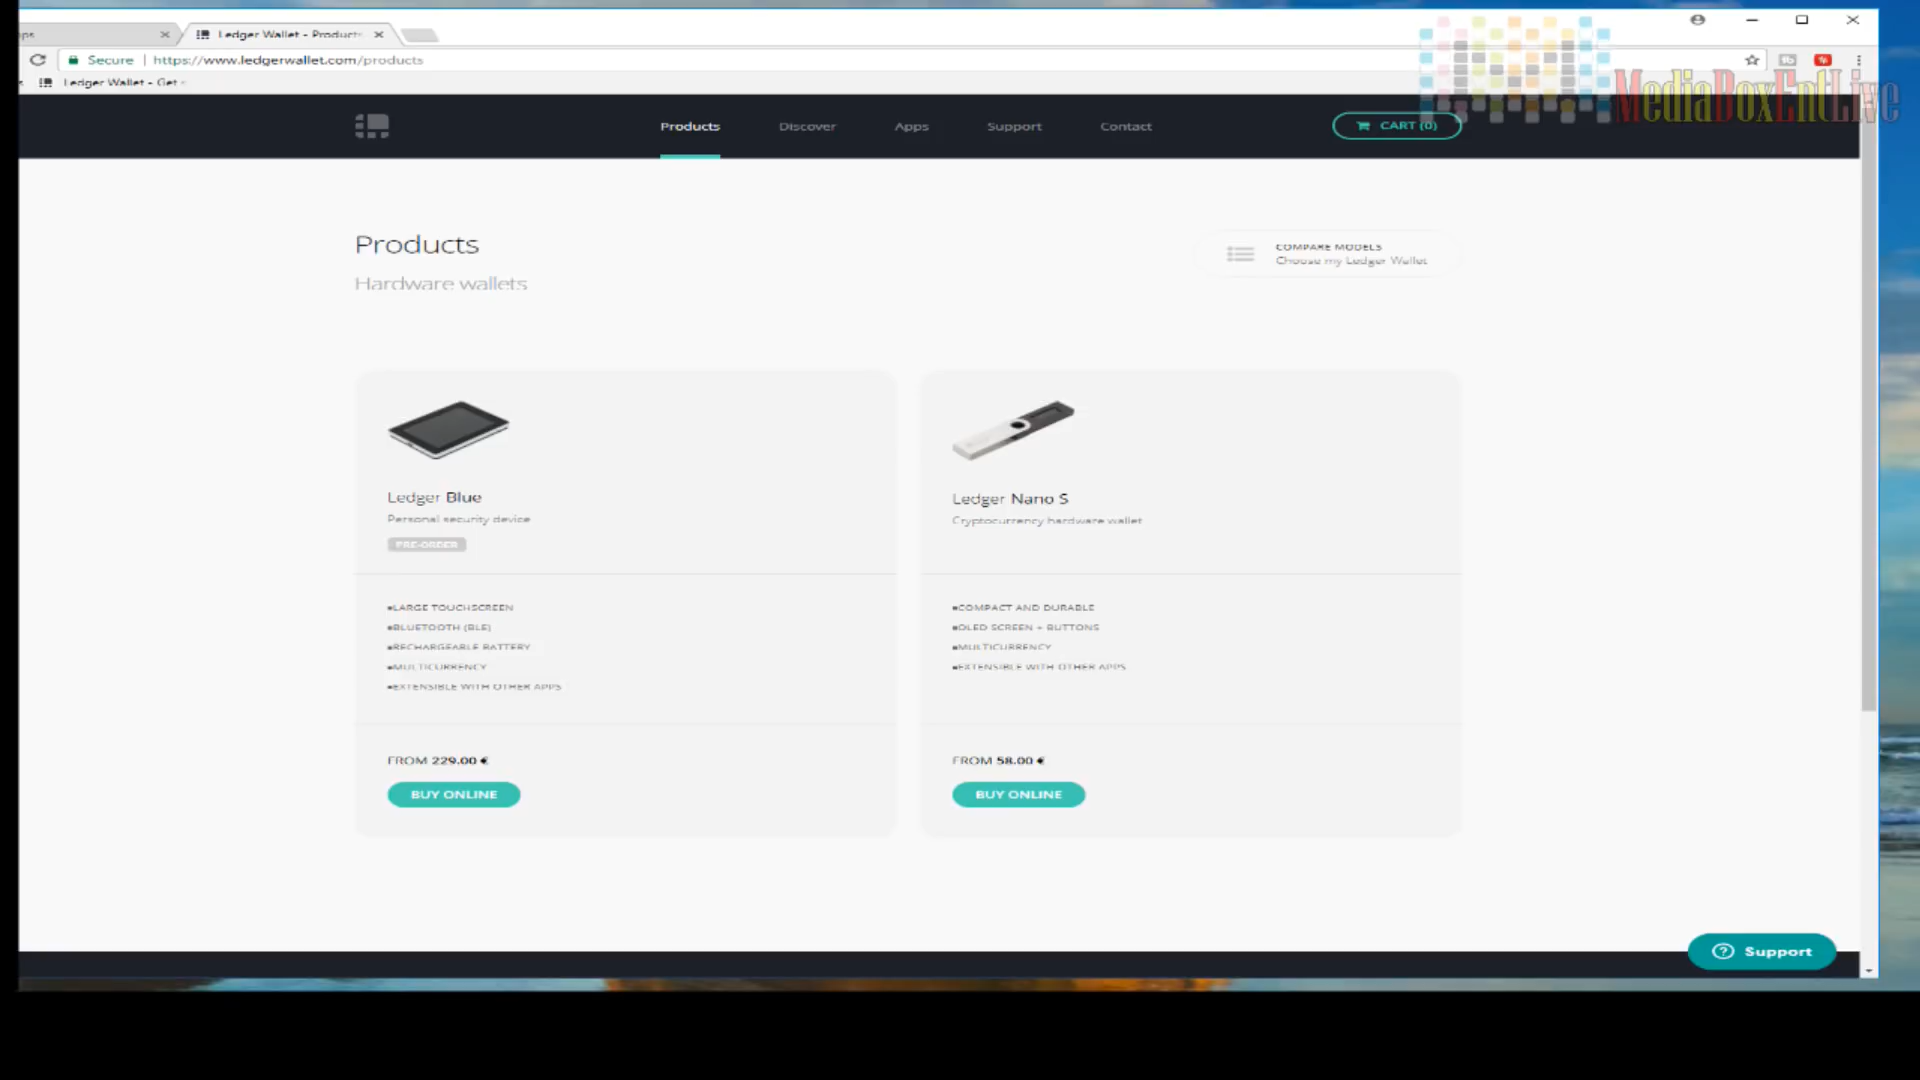 ps
Ledger Wallet - Products
Secure | https://www.ledgerwallet.com/products
Ledger Wallet - Get -
MediaBoxEntLive
Products
Discover
Apps
Support
Contact
CART (0)
Products
Hardware wallets
COMPARE MODELS
Choose my Ledger Wallet
Ledger Blue
Personal security device
PRE-ORDER
LARGE TOUCHSCREEN
BLUETOOTH (BLE)
RECHARGEABLE BATTERY
MULTICURRENCY
EXTENSIBLE WITH OTHER APPS
FROM 229.00 €
BUY ONLINE
Ledger Nano S
Cryptocurrency hardware wallet
COMPACT AND DURABLE
OLED SCREEN + BUTTONS
MULTICURRENCY
EXTENSIBLE WITH OTHER APPS
FROM 58.00 €
BUY ONLINE
Support